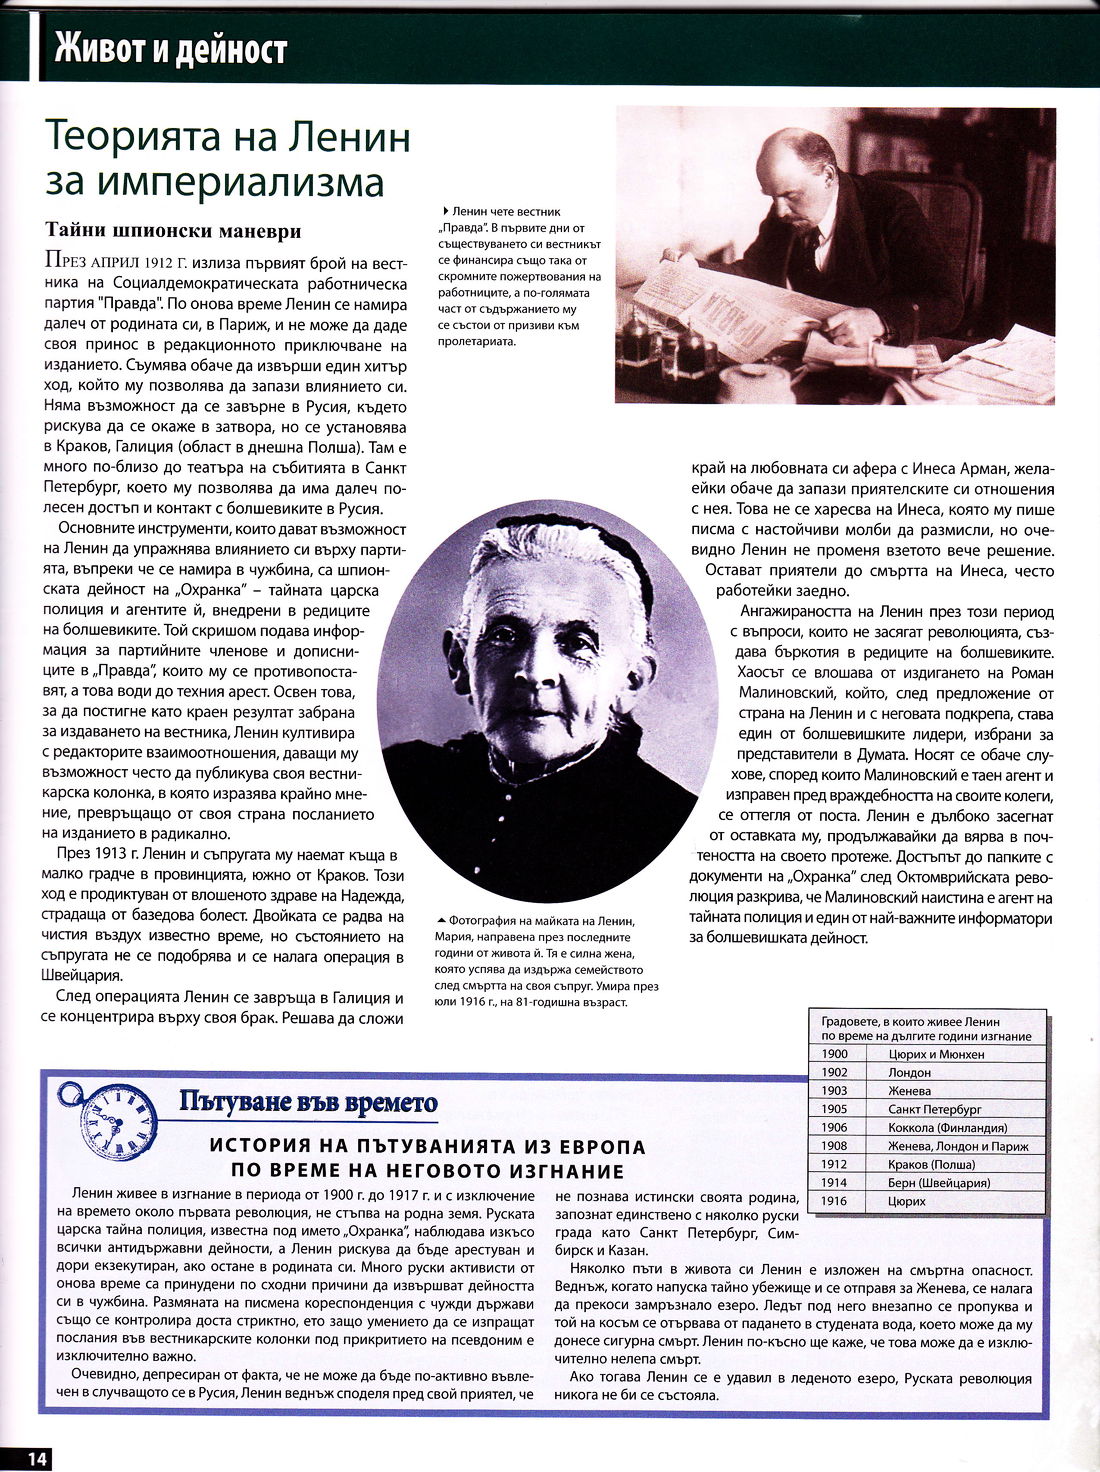 Живот и дейност
Теорията на Ленин
за империализма
Тайни шпионски маневри
През април 1912 г. излиза първият брой на вест-
ника на Социалдемократическата работническа
партия "Правда". По онова време Ленин се намира
далеч от родината си, в Париж, и не може да даде
своя принос в редакционното приключване на
изданието. Съумява обаче да извърши един хитър
ход, който му позволява да запази влиянието си.
Няма възможност да се завърне в Русия, където
рискува да се окаже в затвора, но се установява
в Краков, Галиция (област в днешна Полша). Там е
много по-близо до театъра на събитията в Санкт
Петербург, което му позволява да има далеч по-
лесен достъп и контакт с болшевиките в Русия.
Основните инструменти, които дават възможност
на Ленин да упражнява влиянието си върху парти-
ята, въпреки че се намира в чужбина, са шпион-
ската дейност на „Охранка" – тайната царска
полиция и агентите ѝ, внедрени в редиците
на болшевиките. Той скришом подава инфор-
мация за партийните членове и дописни-
ците в „Правда", които му се противопоста-
вят, а това води до техния арест. Освен това,
за да постигне като краен резултат забрана
за издаването на вестника, Ленин култивира
с редакторите взаимоотношения, даващи му
възможност често да публикува своя вестни-
карска колонка, в която изразява крайно мне-
ние, превръщащо от своя страна посланието
на изданието в радикално.
През 1913 г. Ленин и съпругата му наемат къща в
малко градче в провинцията, южно от Краков. Този
ход е продиктуван от влошеното здраве на Надежда,
страдаща от базедова болест. Двойката се радва на
чистия въздух известно време, но състоянието на
съпругата не се подобрява и се налага операция в
Швейцария.
След операцията Ленин се завръща в Галиция и
се концентрира върху своя брак. Решава да сложи
Ленин чете вестник
„Правда". В първите дни от
съществуването си вестникът
се финансира също така от
скромните пожертвования на
работниците, а по-голямата
част от съдържанието му
се състои от призиви към
пролетариата.
ПРАВДА
Фотография на майката на Ленин,
Мария, направена през последните
години от живота ѝ. Тя е силна жена,
която успява да издържа семейството
след смъртта на своя съпруг. Умира през
юли 1916 г., на 81-годишна възраст.
край на любовната си афера с Инеса Арман, жела-
ейки обаче да запази приятелските си отношения
с нея. Това не се харесва на Инеса, която му пише
писма с настойчиви молби да размисли, но оче-
видно Ленин не променя взетото вече решение.
Остават приятели до смъртта на Инеса, често
работейки заедно.
Ангажираността на Ленин през този период
с въпроси, които не засягат революцията, съз-
дава бъркотия в редиците на болшевиките.
Хаосът се влошава от издигането на Роман
Малиновский, който, след предложение от
страна на Ленин и с неговата подкрепа, става
един от болшевишките лидери, избрани за
представители в Думата. Носят се обаче слу-
хове, според които Малиновский е таен агент и
изправен пред враждебността на своите колеги,
се оттегля от поста. Ленин е дълбоко засегнат
от оставката му, продължавайки да вярва в поч-
теността на своето протеже. Достъпът до папките с
документи на „Охранка" след Октомврийската рево-
люция разкрива, че Малиновский наистина е агент на
тайната полиция и един от най-важните информатори
за болшевишката дейност.
Градовете, в които живее Ленин
по време на дългите години изгнание
1900 Цюрих и Мюнхен
1902 Лондон
1903 Женева
1905 Санкт Петербург
1906 Коккола (Финландия)
1908 Женева, Лондон и Париж
1912 Краков (Полша)
1914 Берн (Швейцария)
1916 Цюрих
Пътуване във времето
ИСТОРИЯ НА ПЪТУВАНИЯТА ИЗ ЕВРОПА
ПО ВРЕМЕ НА НЕГОВОТО ИЗГНАНИЕ
Ленин живее в изгнание в периода от 1900 г. до 1917 г. и с изключение
на времето около първата революция, не стъпва на родна земя. Руската
царска тайна полиция, известна под името „Охранка", наблюдава изкъсо
всички антидържавни дейности, а Ленин рискува да бъде арестуван и
дори екзекутиран, ако остане в родината си. Много руски активисти от
онова време са принудени по сходни причини да извършват дейността
си в чужбина. Размяната на писмена кореспонденция с чужди държави
също се контролира доста стриктно, ето защо умението да се изпращат
послания във вестникарските колонки под прикритието на псевдоним е
изключително важно.
Очевидно, депресиран от факта, че не може да бъде по-активно въвле-
чен в случващото се в Русия, Ленин веднъж споделя пред свой приятел, че
не познава истински своята родина,
запознат единствено с няколко руски
града като Санкт Петербург, Сим-
бирск и Казан.
Няколко пъти в живота си Ленин е изложен на смъртна опасност.
Веднъж, когато напуска тайно убежище и се отправя за Женева, се налага
да прекоси замръзнало езеро. Ледът под него внезапно се пропуква и
той на косъм се отървава от падането в студената вода, което може да му
донесе сигурна смърт. Ленин по-късно ще каже, че това може да е изклю-
чително нелепа смърт.
Ако тогава Ленин се е удавил в леденото езеро, Руската революция
никога не би се състояла.
14